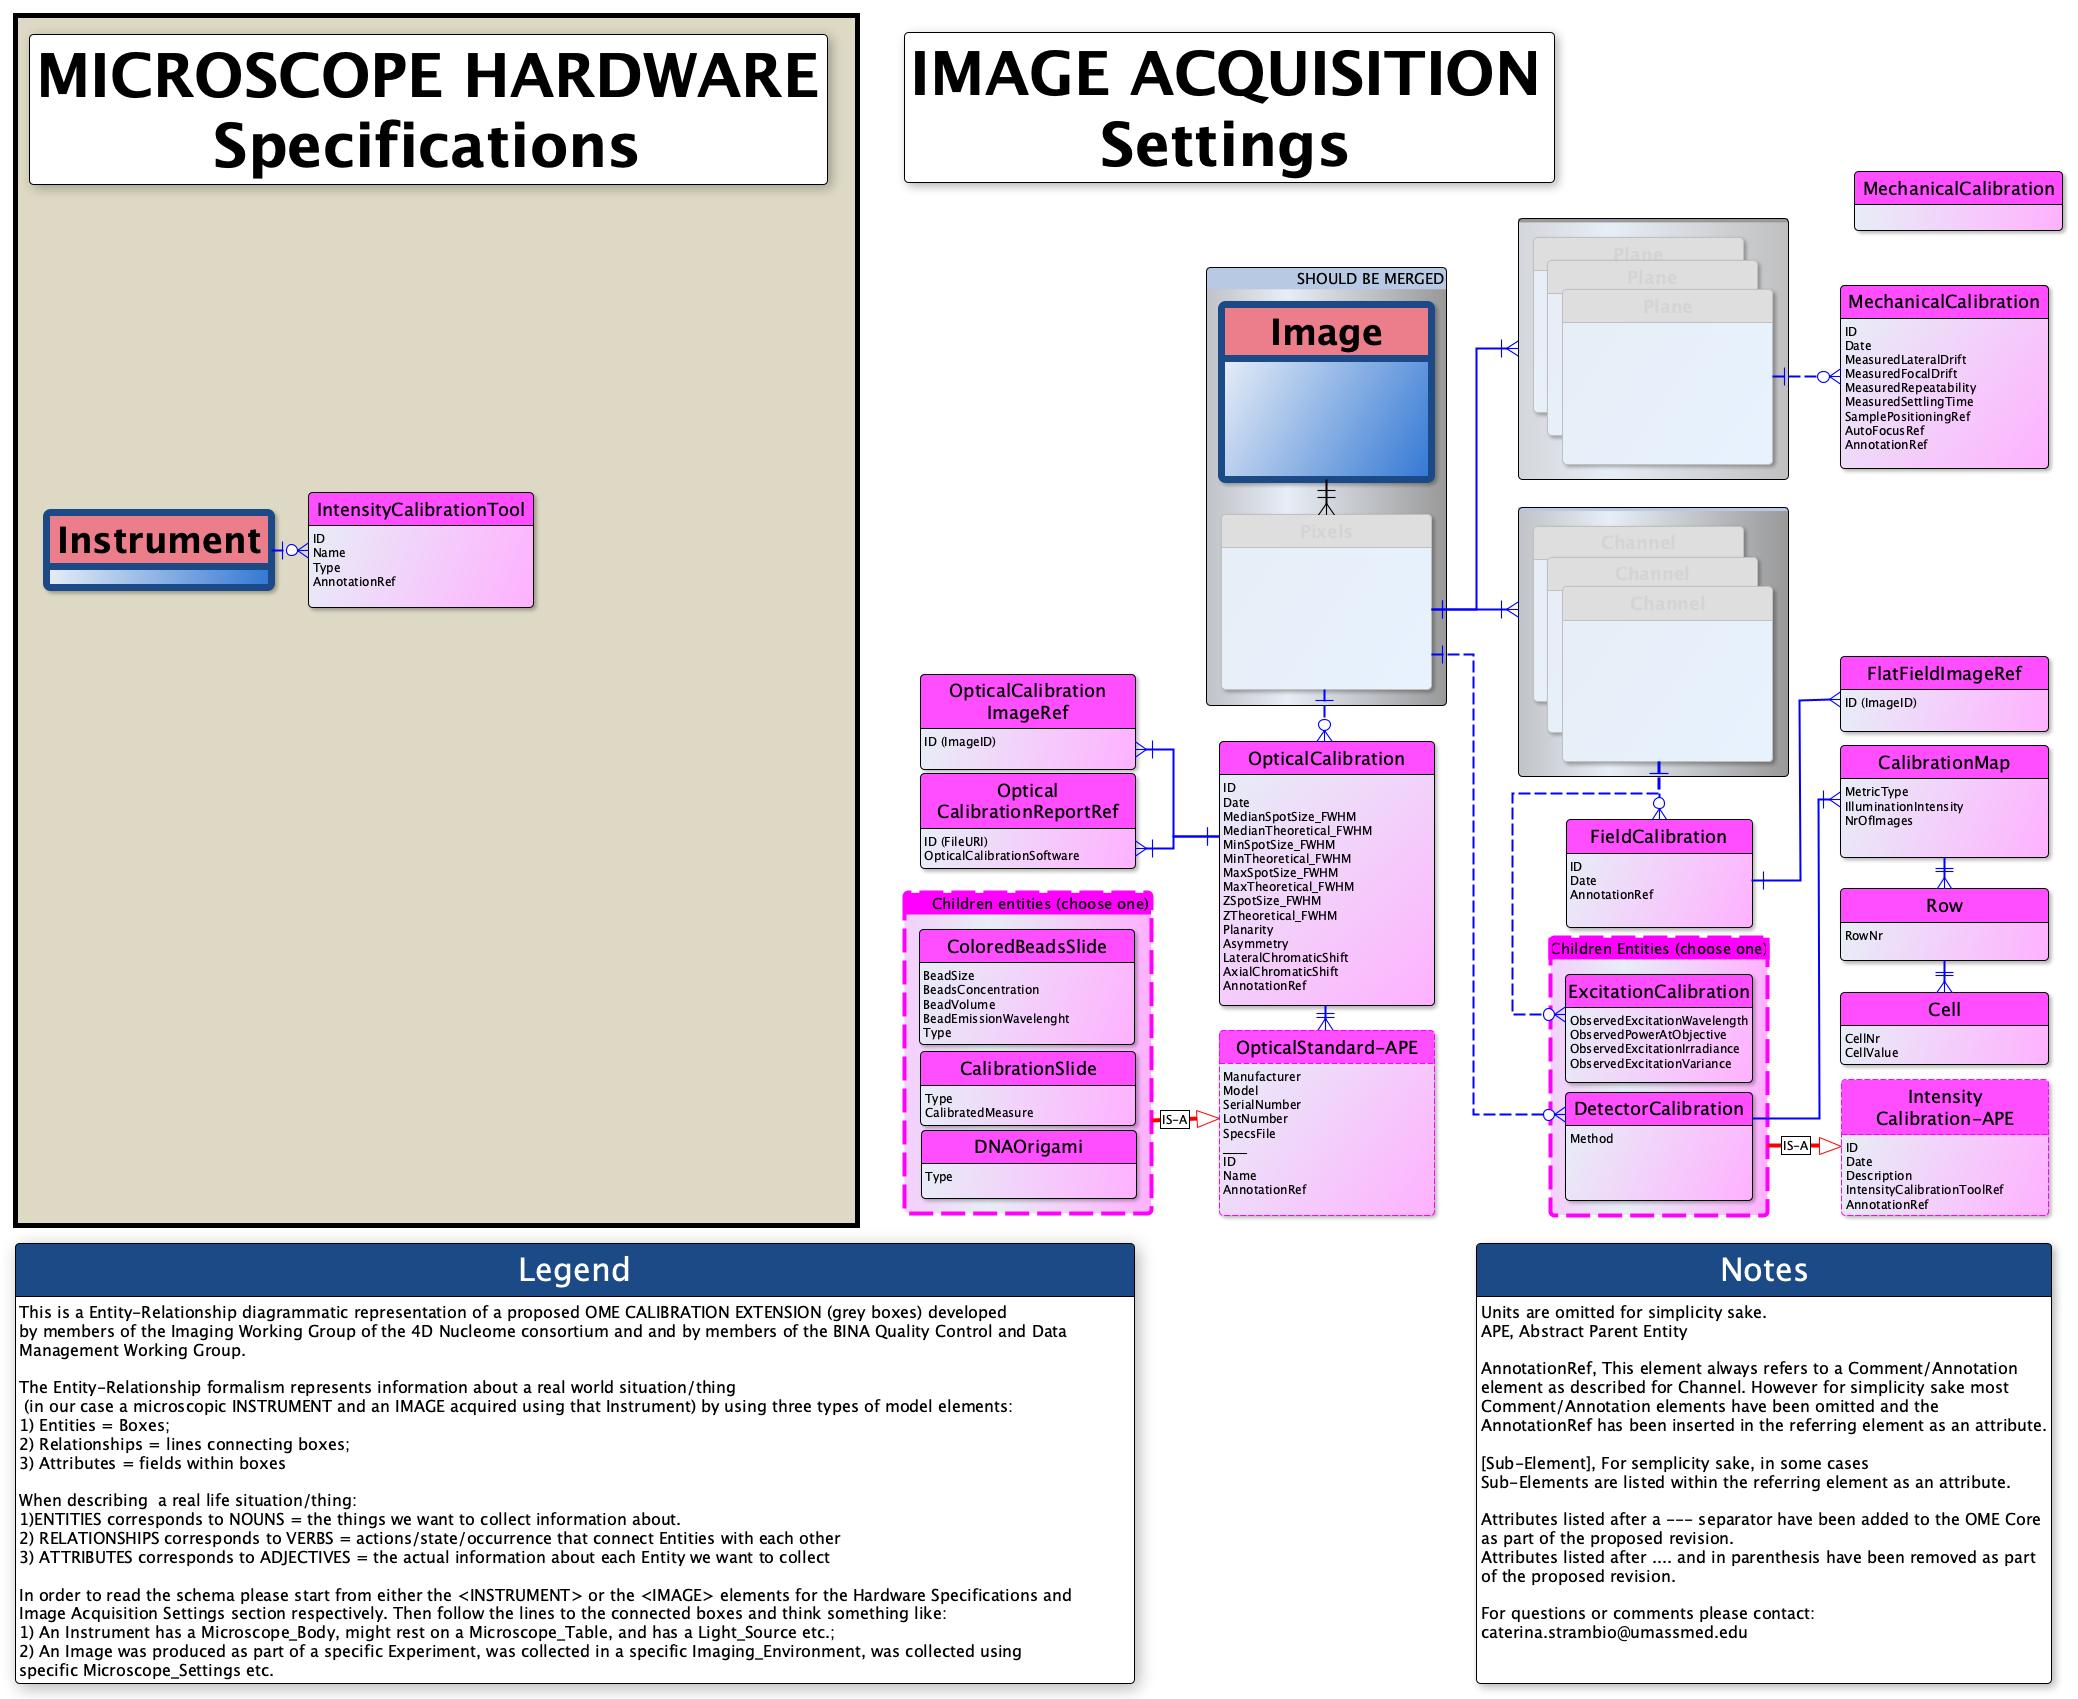 MICROSCOPE HARDWARE
Specifications
IMAGE ACQUISITION
Settings
Instrument
IntensityCalibrationTool
ID
Name
Type
AnnotationRef
SHOULD BE MERGED
Image
Pixels
Plane
Plane
Plane
MechanicalCalibration
MechanicalCalibration
ID
Date
MeasuredLateralDrift
MeasuredFocalDrift
MeasuredRepeatability
MeasuredSettlingTime
SamplePositioningRef
AutoFocusRef
AnnotationRef
Channel
Channel
Channel
OpticalCalibration
ImageRef
ID (ImageID)
Optical
CalibrationReportRef
ID (FileURI)
OpticalCalibrationSoftware
OpticalCalibration
ID
Date
MedianSpotSize_FWHM
MedianTheoretical_FWHM
MinSpotSize_FWHM
MinTheoretical_FWHM
MaxSpotSize_FWHM
MaxTheoretical_FWHM
ZSpotSize_FWHM
ZTheoretical_FWHM
Planarity
Asymmetry
LateralChromaticShift
AxialChromaticShift
AnnotationRef
Children entities (choose one)
ColoredBeadsSlide
BeadSize
BeadsConcentration
BeadVolume
BeadEmissionWavelenght
Type
CalibrationSlide
Type
CalibratedMeasure
DNAOrigami
Type
IS-A
OpticalStandard-APE
Manufacturer
Model
SerialNumber
LotNumber
SpecsFile
____
ID
Name
AnnotationRef
FieldCalibration
ID
Date
AnnotationRef
Children Entities (choose one)
ExcitationCalibration
ObservedExcitationWavelength
ObservedPowerAtObjective
ObservedExcitationIrradiance
ObservedExcitationVariance
DetectorCalibration
Method
IS-A
FlatFieldImageRef
ID (ImageID)
CalibrationMap
MetricType
IlluminationIntensity
NrOfImages
Row
RowNr
Cell
CellNr
CellValue
Intensity
Calibration-APE
ID
Date
Description
IntensityCalibrationToolRef
AnnotationRef
Legend
This is a Entity-Relationship diagrammatic representation of a proposed OME CALIBRATION EXTENSION (grey boxes) developed
by members of the Imaging Working Group of the 4D Nucleome consortium and and by members of the BINA Quality Control and Data
Management Working Group.
The Entity-Relationship formalism represents information about a real world situation/thing
(in our case a microscopic INSTRUMENT and an IMAGE acquired using that Instrument) by using three types of model elements:
1) Entities = Boxes;
2) Relationships = lines connecting boxes;
3) Attributes = fields within boxes
When describing  a real life situation/thing:
1)ENTITIES corresponds to NOUNS = the things we want to collect information about.
2) RELATIONSHIPS corresponds to VERBS = actions/state/occurrence that connect Entities with each other
3) ATTRIBUTES corresponds to ADJECTIVES = the actual information about each Entity we want to collect
In order to read the schema please start from either the <INSTRUMENT> or the <IMAGE> elements for the Hardware Specifications and
Image Acquisition Settings section respectively. Then follow the lines to the connected boxes and think something like:
1) An Instrument has a Microscope_Body, might rest on a Microscope_Table, and has a Light_Source etc.;
2) An Image was produced as part of a specific Experiment, was collected in a specific Imaging_Environment, was collected using
specific Microscope_Settings etc.
Notes
Units are omitted for simplicity sake.
APE, Abstract Parent Entity
AnnotationRef, This element always refers to a Comment/Annotation
element as described for Channel. However for simplicity sake most
Comment/Annotation elements have been omitted and the
AnnotationRef has been inserted in the referring element as an attribute.
[Sub-Element], For semplicity sake, in some cases
Sub-Elements are listed within the referring element as an attribute.
Attributes listed after a --- separator have been added to the OME Core
as part of the proposed revision.
Attributes listed after .... and in parenthesis have been removed as part
of the proposed revision.
For questions or comments please contact:
caterina.strambio@umassmed.edu